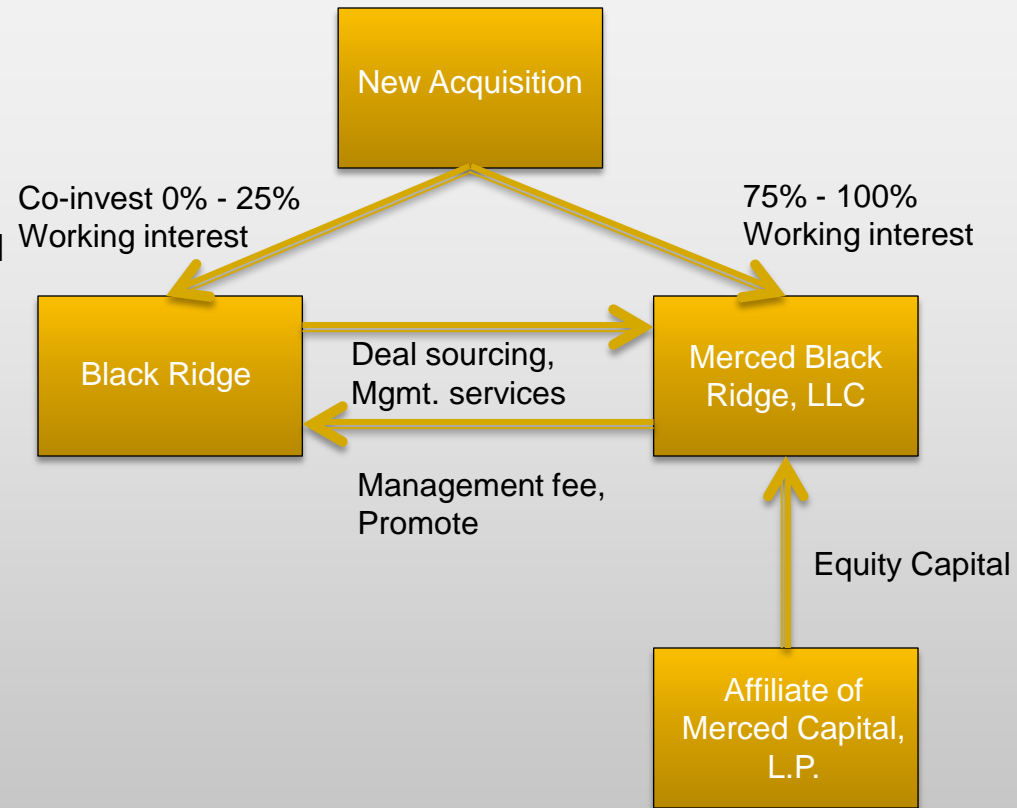 New Acquisition
Co-invest 0% - 25%
Working interest
75% - 100%
Working interest
Black Ridge
Deal sourcing,
Mgmt. services
Merced Black
Ridge, LLC
Management fee,
Promote
Equity Capital
Affiliate of
Merced Capital,
L.P.